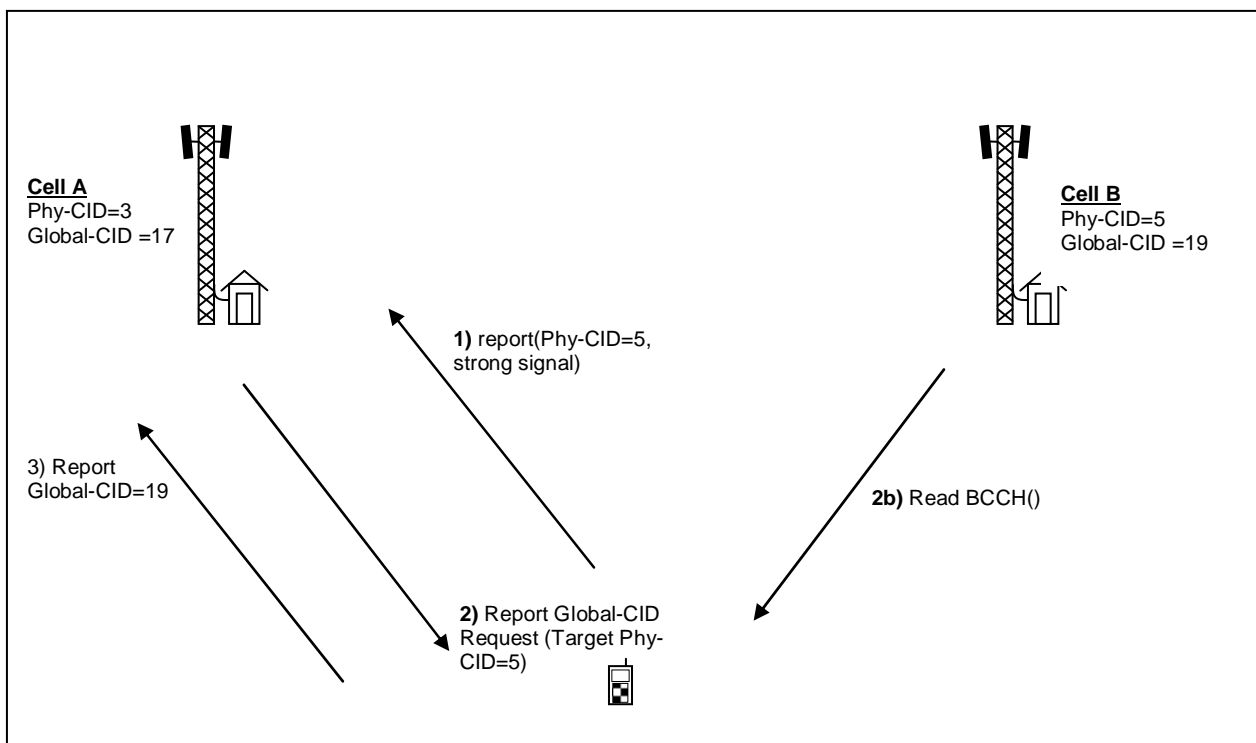 Cell A
Phy-CID=3
Global-CID =17
Cell B
Phy-CID=5
Global-CID =19
1) report(Phy-CID=5,
strong signal)
3) Report
Global-CID=19
2b) Read BCCH()
2) Report Global-CID
Request (Target Phy-
CID=5)